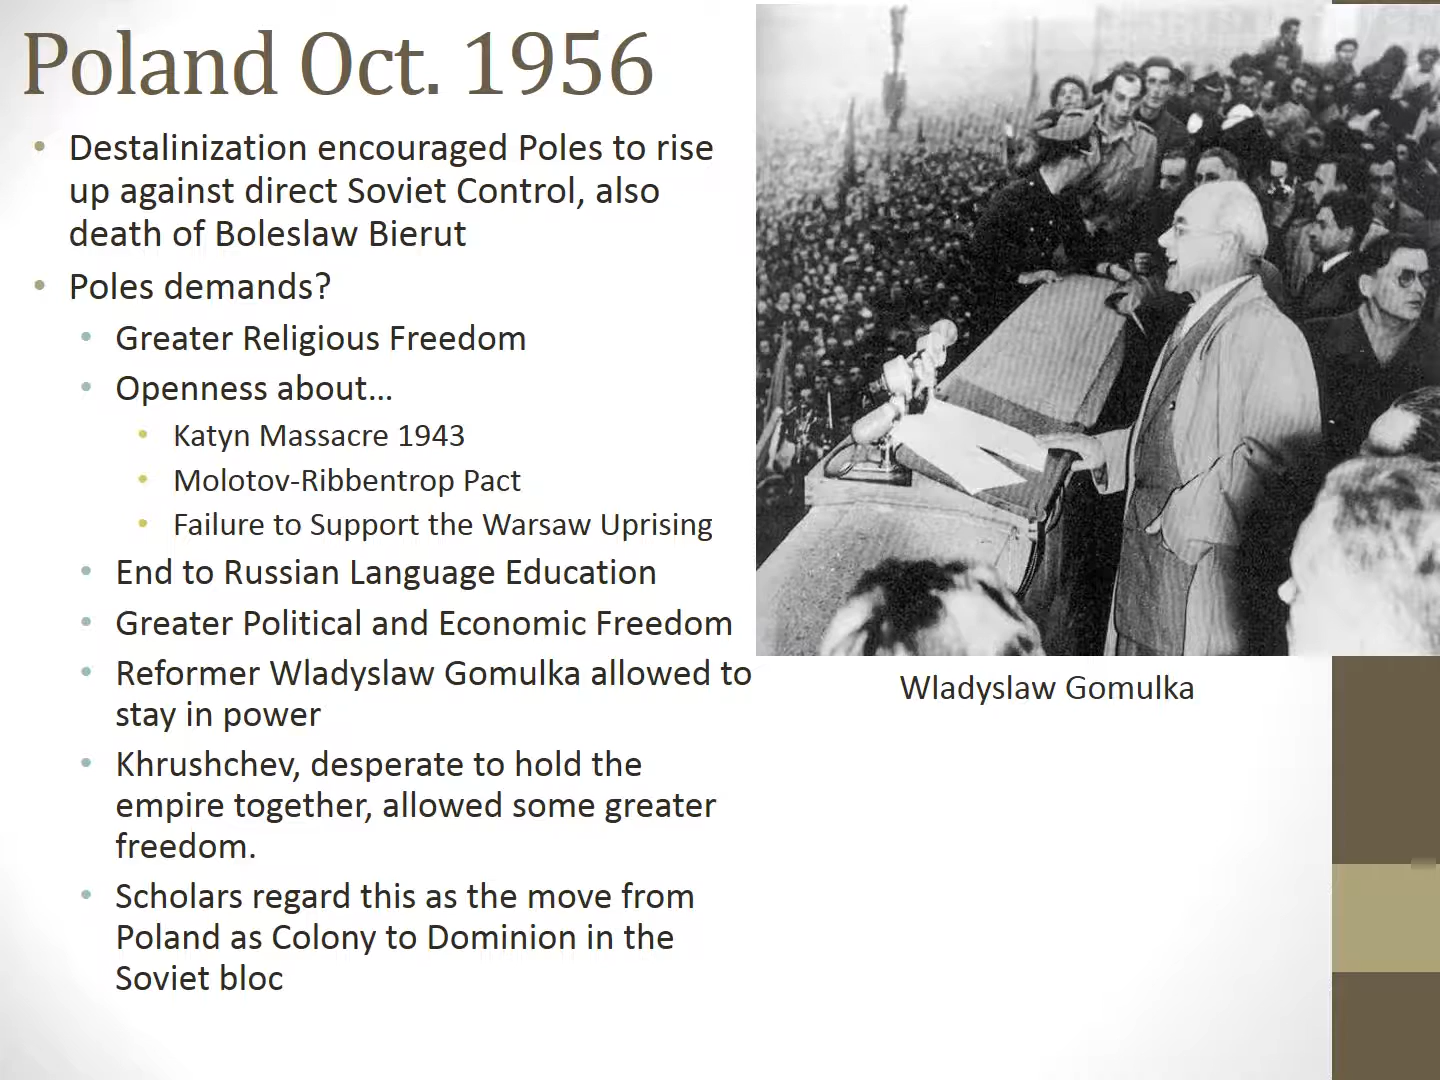 Poland Oct. 1956
• Destalinization encouraged Poles to rise
up against direct Soviet Control, also
death of Boleslaw Bierut
• Poles demands?
• Greater Religious Freedom
• Openness about...
• Katyn Massacre 1943
• Molotov-Ribbentrop Pact
• Failure to Support the Warsaw Uprising
• End to Russian Language Education
• Greater Political and Economic Freedom
• Reformer Wladyslaw Gomulka allowed to
stay in power
• Khrushchev, desperate to hold the
empire together, allowed some greater
freedom.
• Scholars regard this as the move from
Poland as Colony to Dominion in the
Soviet bloc
Wladyslaw Gomulka